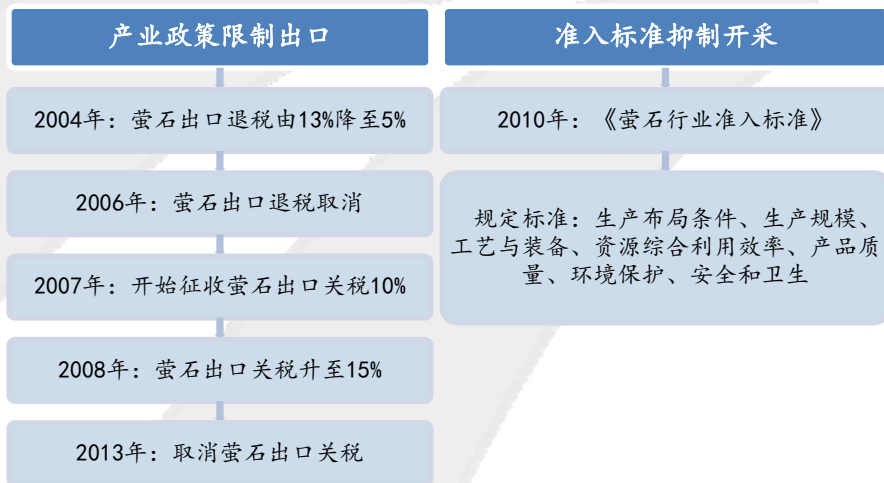 产业政策限制出口
2004年：萤石出口退税由13%降至5%
2006年：萤石出口退税取消
2007年：开始征收萤石出口关税10%
2008年：萤石出口关税升至15%
2013年：取消萤石出口关税
准入标准抑制开采
2010年：《萤石行业准入标准》
规定标准：生产布局条件、生产规模、
工艺与装备、资源综合利用效率、产品质
量、环境保护、安全和卫生